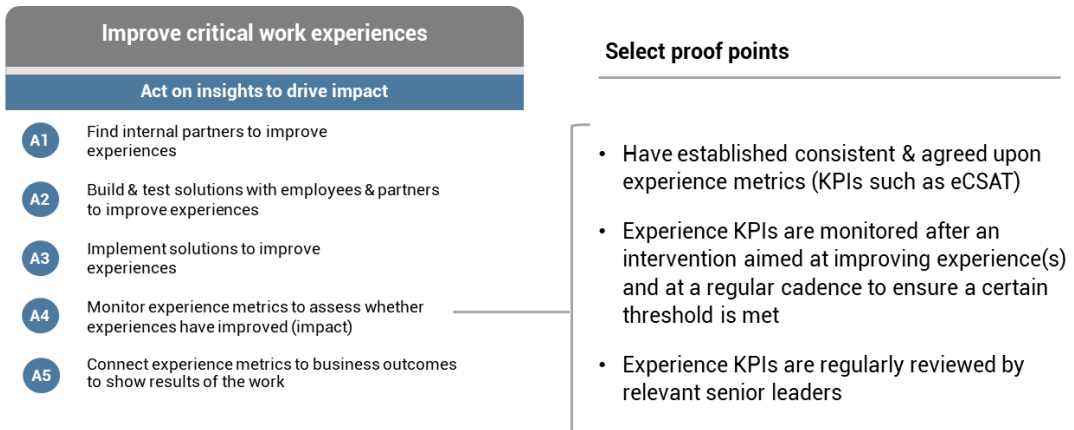 Improve critical work experiences
Act on insights to drive impact
A1
Find internal partners to improve
experiences
A2
Build & test solutions with employees & partners
to improve experiences
A3
Implement solutions to improve
experiences
A4
Monitor experience metrics to assess whether
experiences have improved (impact)
A5
Connect experience metrics to business outcomes
to show results of the work
Select proof points
• Have established consistent & agreed upon
experience metrics (KPIs such as eCSAT)
• Experience KPIs are monitored after an
intervention aimed at improving experience(s)
and at a regular cadence to ensure a certain
threshold is met
• Experience KPIs are regularly reviewed by
relevant senior leaders